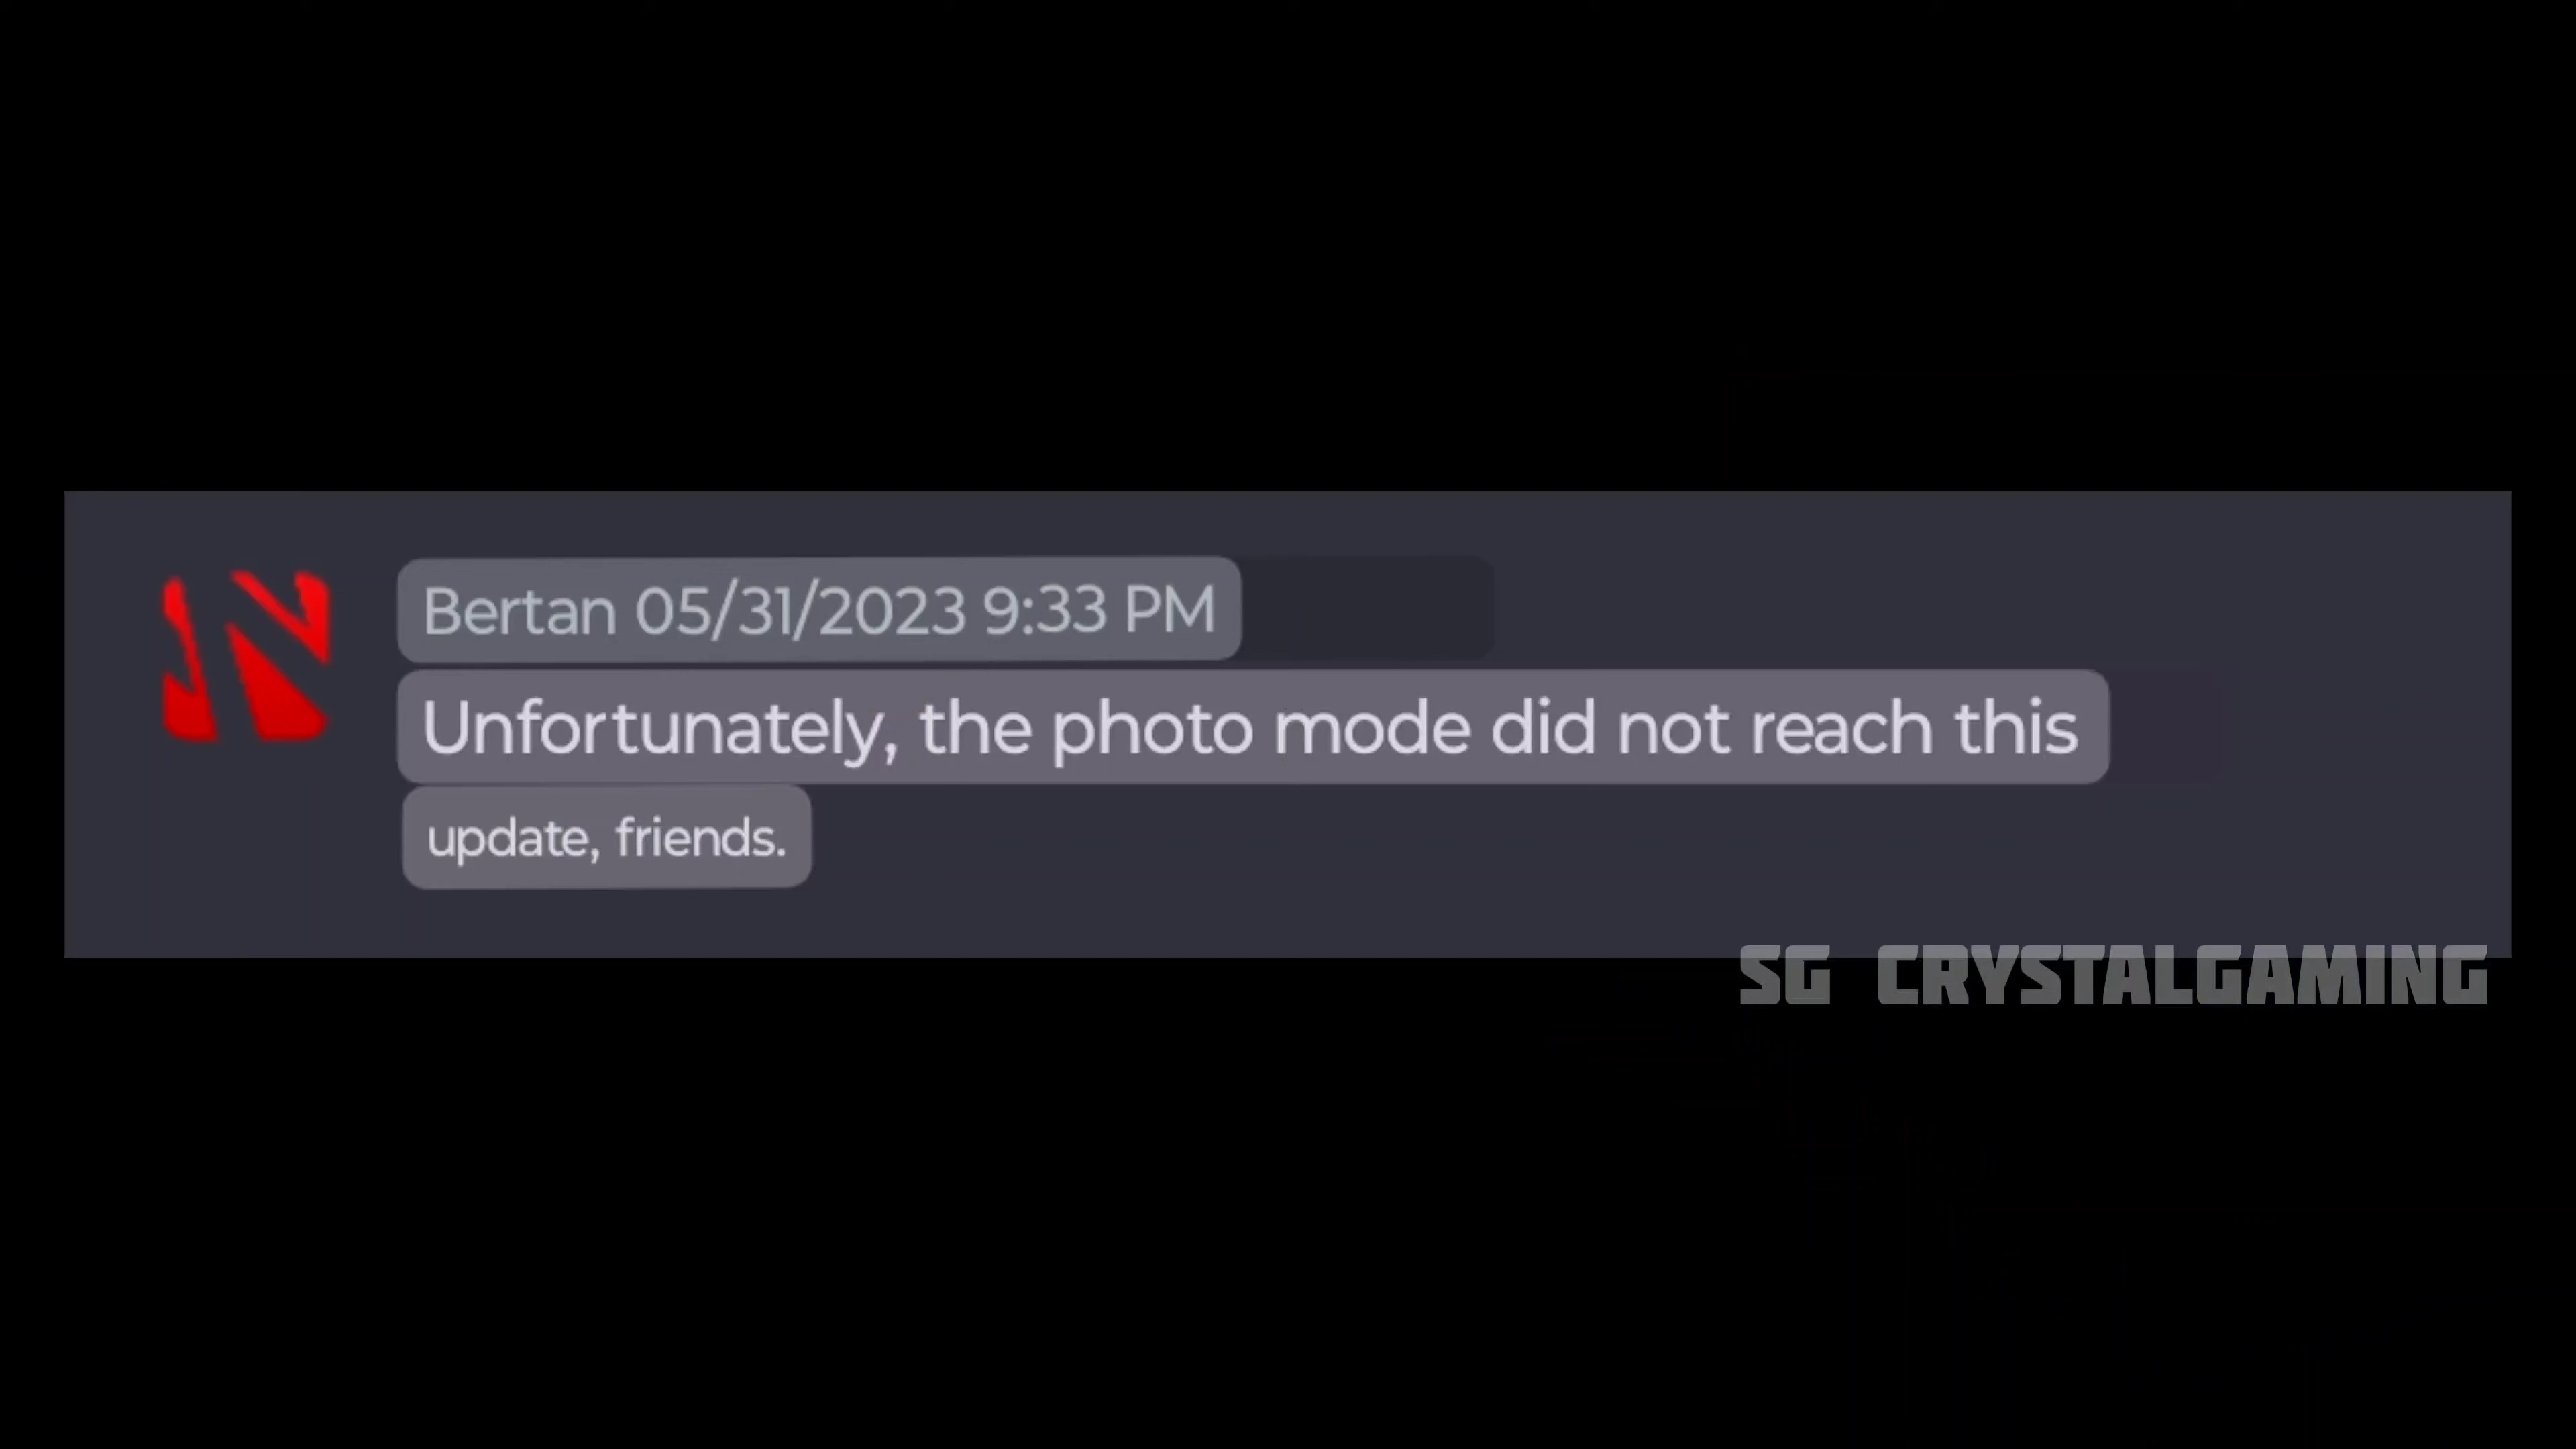 Bertan 05/31/2023 9:33 PM
Unfortunately, the photo mode did not reach this
update, friends.
SG CRYSTALGAMING